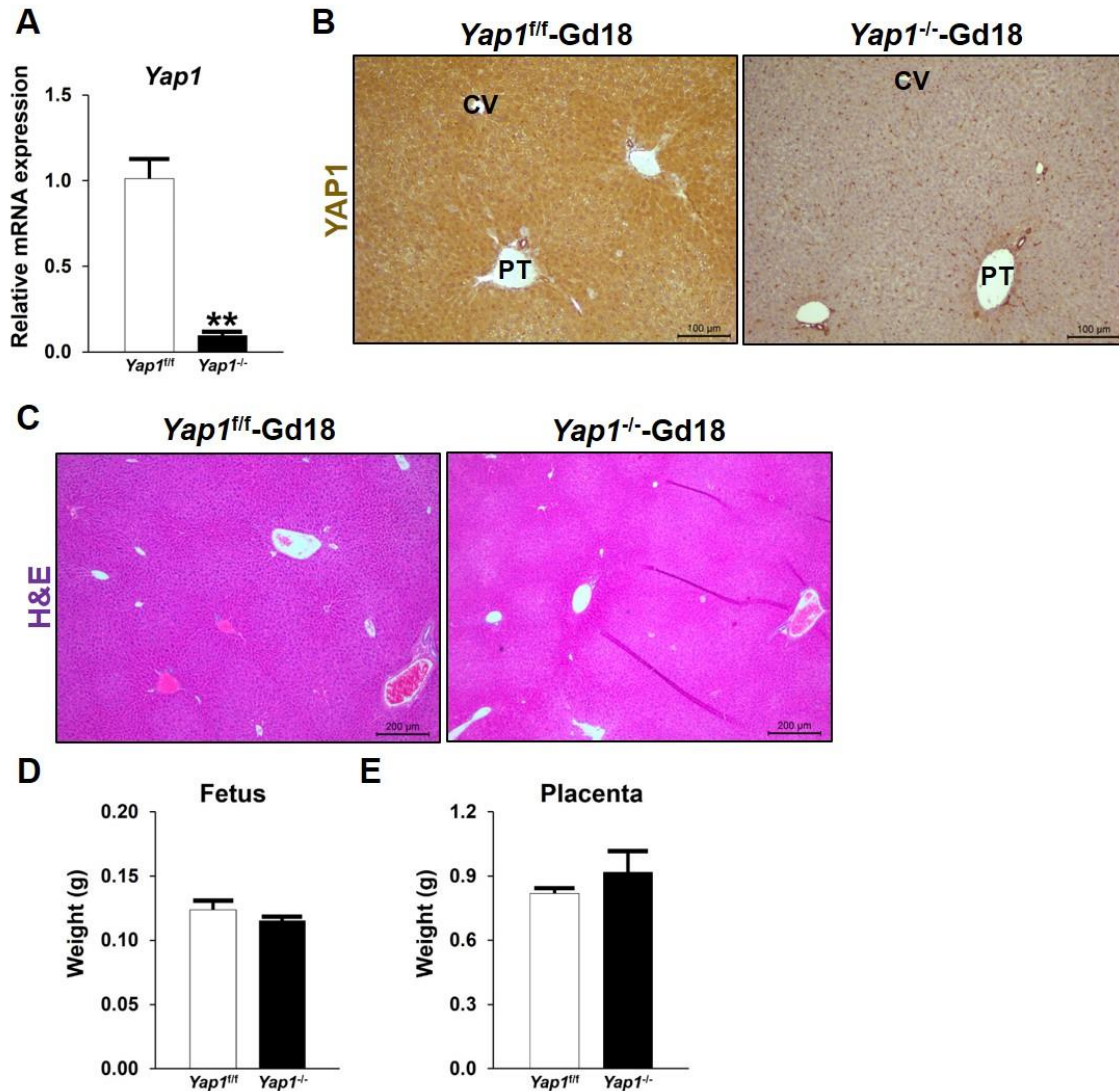 A
Yap1
Relative mRNA expression
1.5
1.0
0.5
0.0
**
Yap1f/f
Yap1-/-
B
Yap1f/f-Gd18
Yap1-/--Gd18
YAP1
CV
PT
100 µm
CV
PT
100 µm
C
Yap1f/f-Gd18
Yap1-/--Gd18
H&E
200 µm
200 µm
D
Fetus
Weight (g)
0.20
0.15
0.10
0.05
0.00
Yap1f/f
Yap1-/-
E
Placenta
Weight (g)
1.2
0.9
0.6
0.3
0.0
Yap1f/f
Yap1-/-